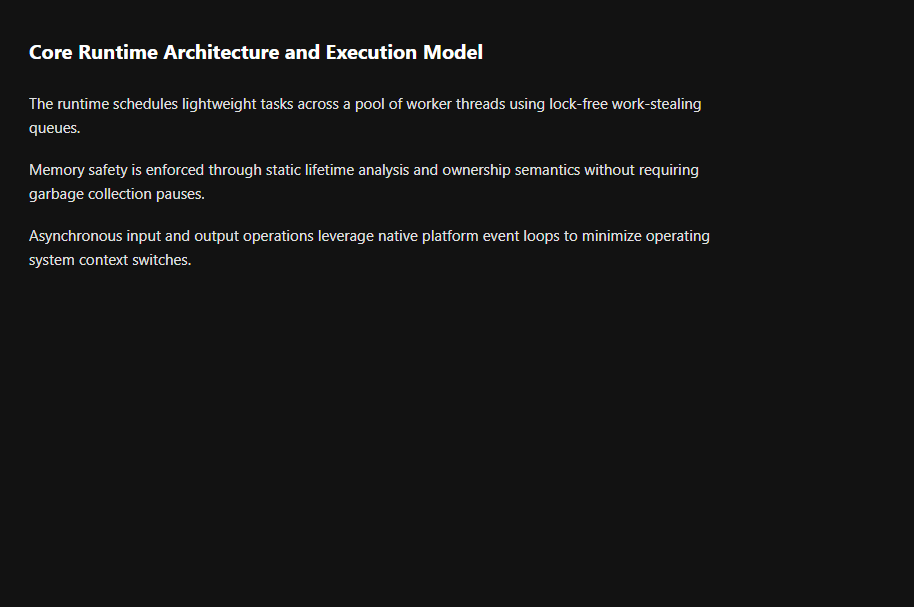 Core Runtime Architecture and Execution Model
The runtime schedules lightweight tasks across a pool of worker threads using lock-free work-stealing
queues.
Memory safety is enforced through static lifetime analysis and ownership semantics without requiring
garbage collection pauses.
Asynchronous input and output operations leverage native platform event loops to minimize operating
system context switches.